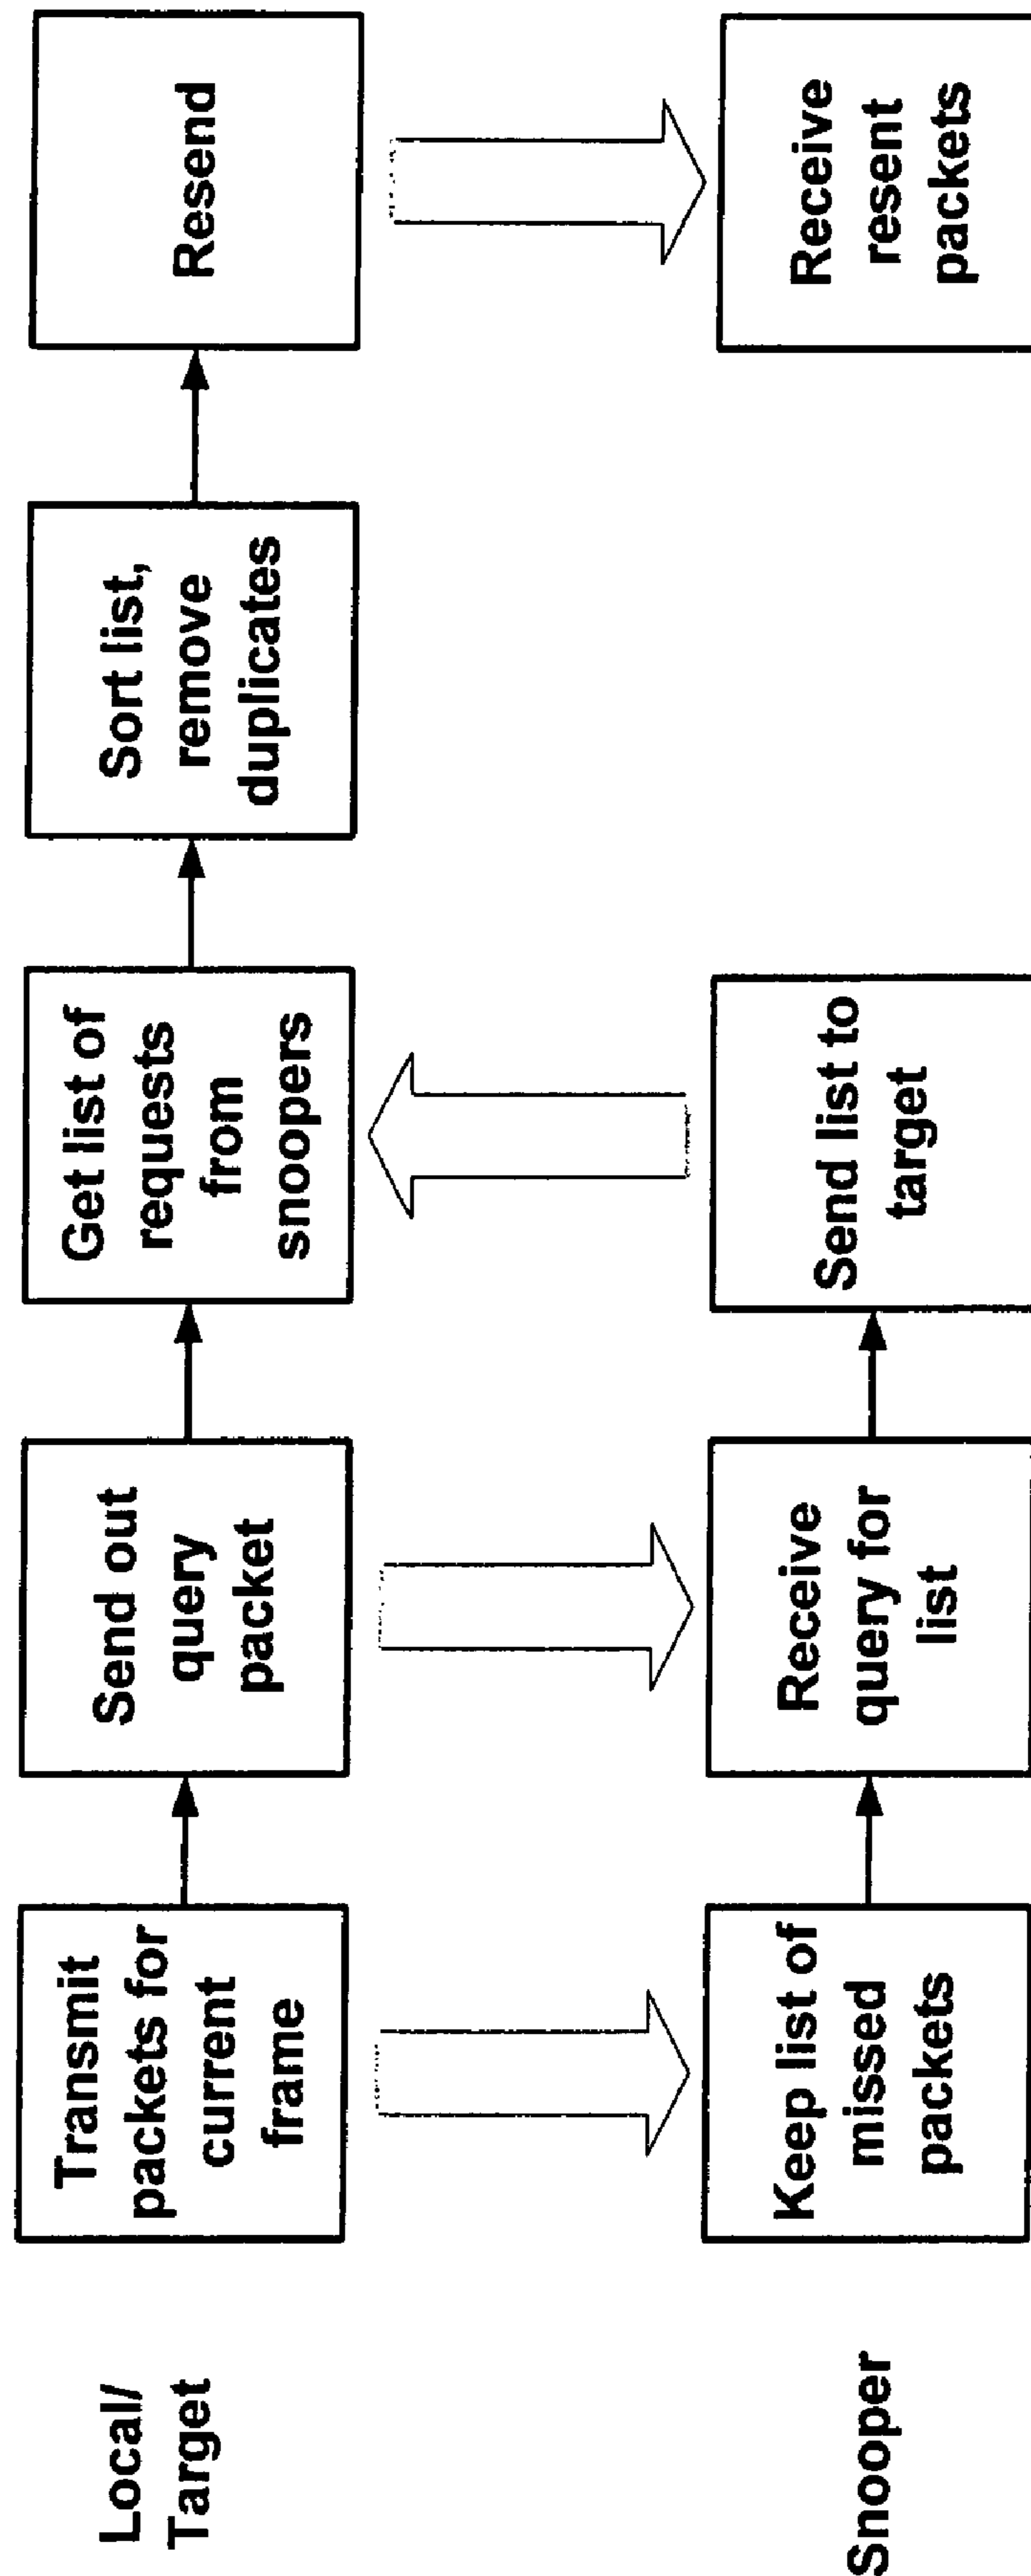 Local/
Target
Transmit
packets for
current
frame
Send out
query
packet
Get list of
requests
from
snoopers
Sort list,
remove
duplicates
Resend
Snooper
Keep list of
missed
packets
Receive
query for
list
Send list to
target
Receive
resent
packets